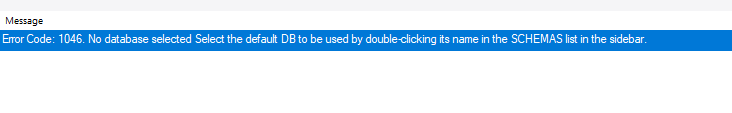 Message
Error Code: 1046. No database selected Select the default DB to be used by double-clicking its name in the SCHEMAS list in the sidebar.